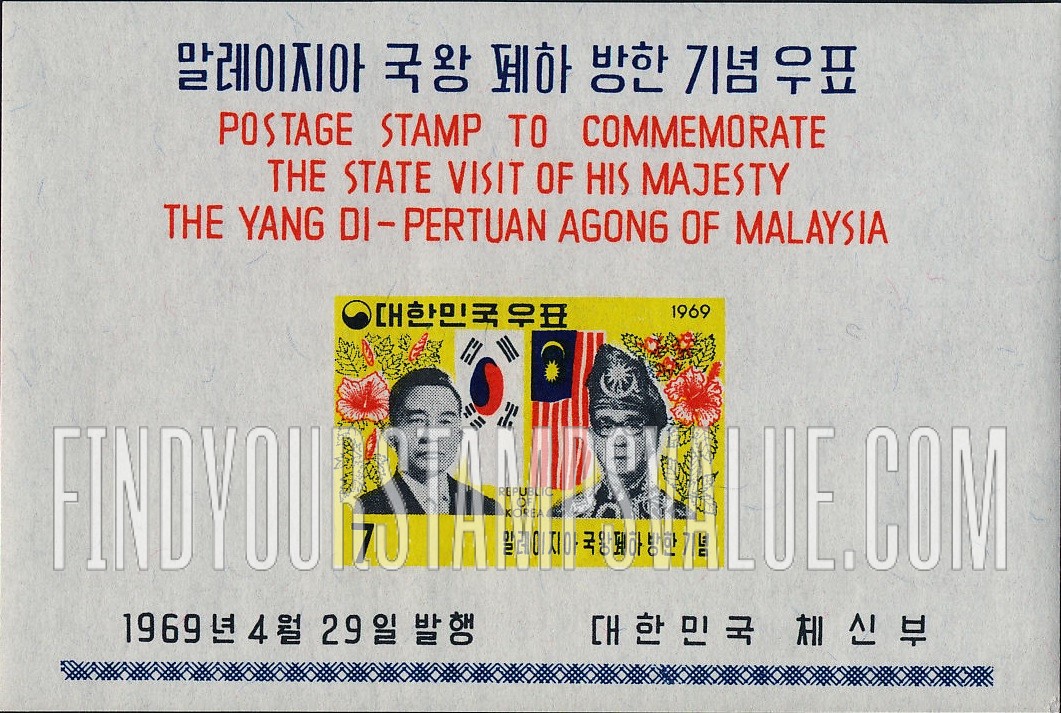 말레이지아 국왕 폐하 방한 기념 우표
POSTAGE STAMP TO COMMEMORATE
THE STATE VISIT OF HIS MAJESTY
THE YANG DI-PERTUAN AGONG OF MALAYSIA
대한민국우표 1969
FINDYOURSTAMPSVALUE.COM
REPUBLIC
OF
KOREA
7 말레이지아 국왕 폐하 방한 기념
1969년 4월 29일 발행 대한민국 체신부